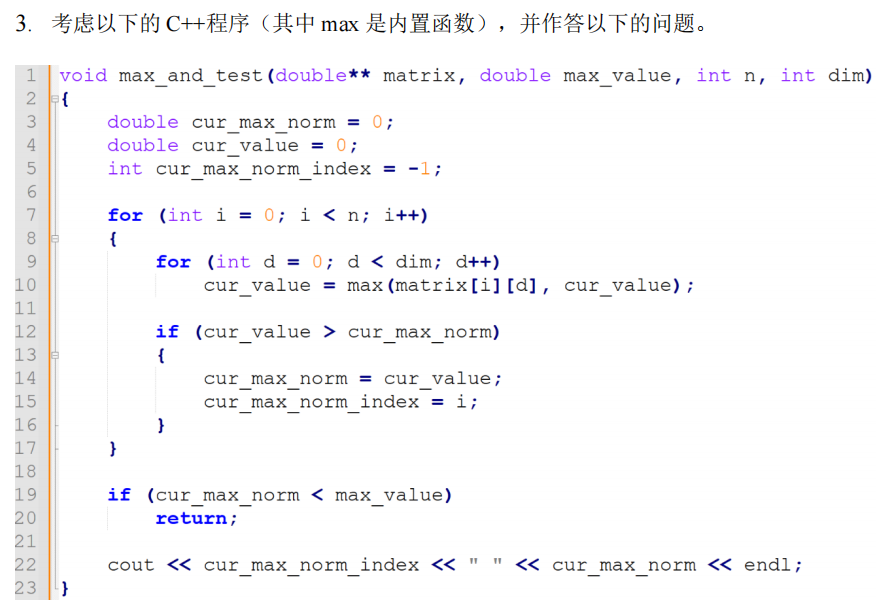 3. 考虑以下的 C++程序（其中 max 是内置函数），并作答以下的问题。
1 void max_and_test(double** matrix, double max_value, int n, int dim)
2 {
3 double cur_max_norm = 0;
4 double cur_value = 0;
5 int cur_max_norm_index = -1;
6
7 for (int i = 0; i < n; i++)
8 {
9 for (int d = 0; d < dim; d++)
10 cur_value = max(matrix[i][d], cur_value);
11
12 if (cur_value > cur_max_norm)
13 {
14 cur_max_norm = cur_value;
15 cur_max_norm_index = i;
16 }
17 }
18
19 if (cur_max_norm < max_value)
20 return;
21
22 cout << cur_max_norm_index << " " << cur_max_norm << endl;
23 }